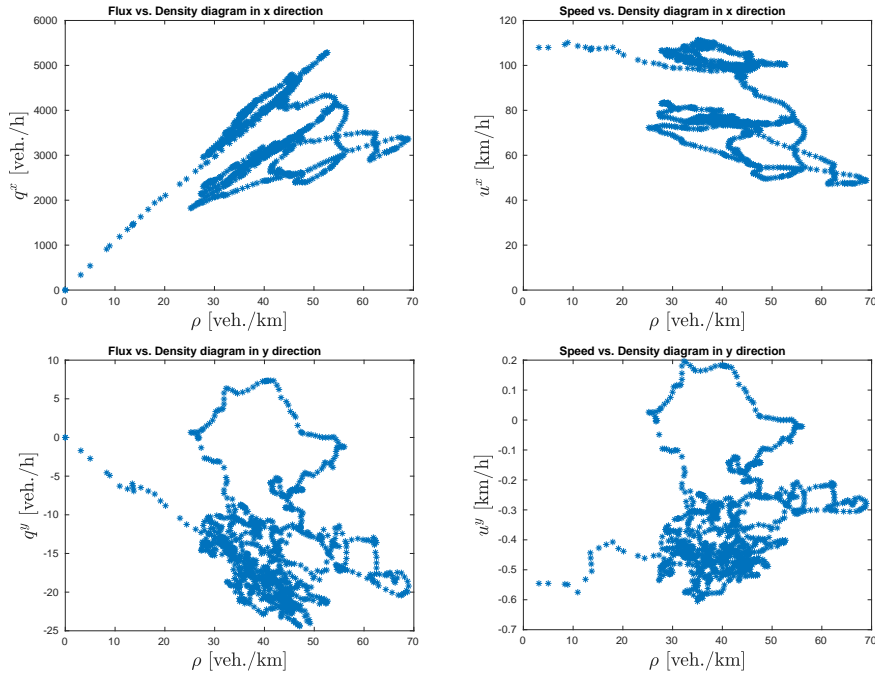 Flux vs. Density diagram in x direction
6000
5000
4000
3000
2000
1000
0
q^x [veh./h]
0 10 20 30 40 50 60 70
ρ [veh./km]
Speed vs. Density diagram in x direction
120
100
80
60
40
20
0
u^x [km/h]
0 10 20 30 40 50 60 70
ρ [veh./km]
Flux vs. Density diagram in y direction
10
5
0
-5
-10
-15
-20
-25
q^y [veh./h]
0 10 20 30 40 50 60 70
ρ [veh./km]
Speed vs. Density diagram in y direction
0.2
0.1
0
-0.1
-0.2
-0.3
-0.4
-0.5
-0.6
-0.7
u^y [km/h]
0 10 20 30 40 50 60 70
ρ [veh./km]